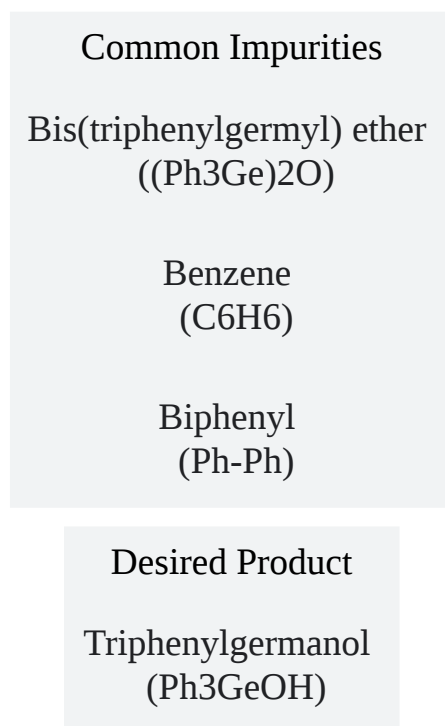 Common Impurities
Bis(triphenylgermyl) ether
((Ph3Ge)2O)
Benzene
(C6H6)
Biphenyl
(Ph-Ph)
Desired Product
Triphenylgermanol
(Ph3GeOH)